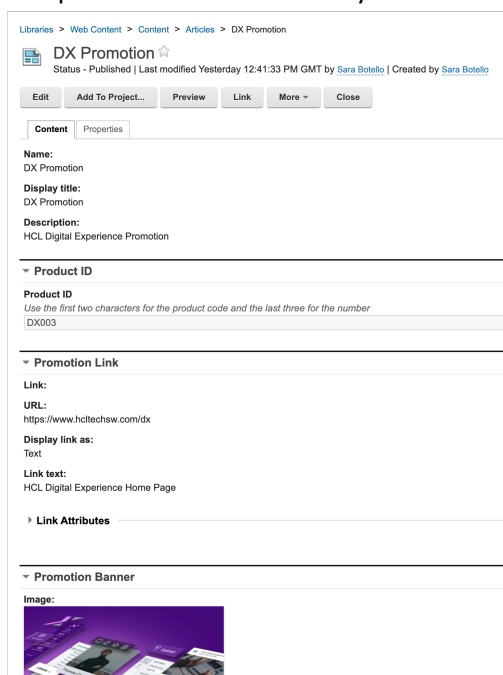 Libraries > Web Content > Content > Articles > DX Promotion
DX Promotion
Status - Published | Last modified Yesterday 12:41:33 PM GMT by Sara Botello | Created by Sara Botello
Edit Add To Project... Preview Link More Close
Content Properties
Name:
DX Promotion
Display title:
DX Promotion
Description:
HCL Digital Experience Promotion
Product ID
Product ID
Use the first two characters for the product code and the last three for the number
DX003
Promotion Link
Link:
URL:
https://www.hcltechsw.com/dx
Display link as:
Text
Link text:
HCL Digital Experience Home Page
Link Attributes
Promotion Banner
Image: